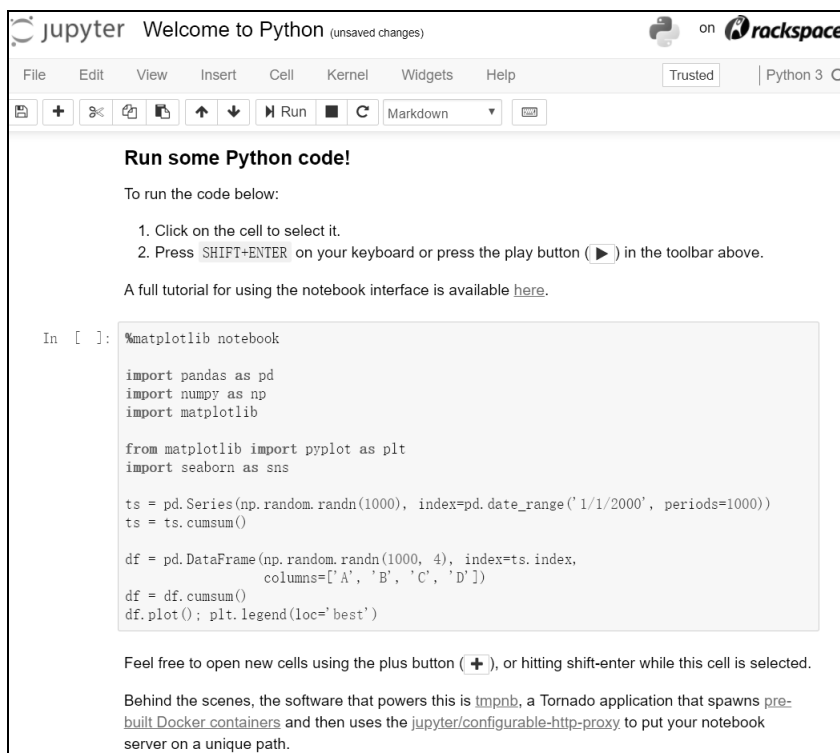 jupyter Welcome to Python (unsaved changes) on rackspace
File Edit View Insert Cell Kernel Widgets Help Trusted Python 3
Run Markdown
Run some Python code!
To run the code below:
1. Click on the cell to select it.
2. Press SHIFT+ENTER on your keyboard or press the play button ( ) in the toolbar above.
A full tutorial for using the notebook interface is available here.
In [ ]: %matplotlib notebook
import pandas as pd
import numpy as np
import matplotlib
from matplotlib import pyplot as plt
import seaborn as sns
ts = pd.Series(np.random.randn(1000), index=pd.date_range('1/1/2000', periods=1000))
ts = ts.cumsum()
df = pd.DataFrame(np.random.randn(1000, 4), index=ts.index,
columns=['A', 'B', 'C', 'D'])
df = df.cumsum()
df.plot(); plt.legend(loc='best')
Feel free to open new cells using the plus button ( + ), or hitting shift-enter while this cell is selected.
Behind the scenes, the software that powers this is tmpnb, a Tornado application that spawns pre-
built Docker containers and then uses the jupyter/configurable-http-proxy to put your notebook
server on a unique path.